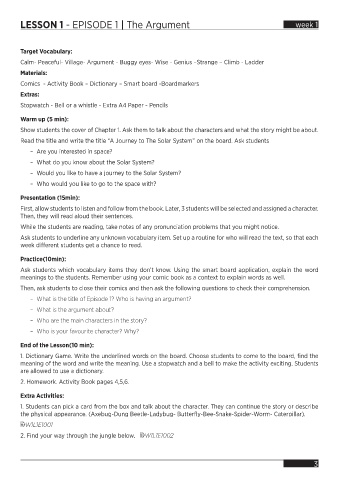 LESSON 1 - EPISODE 1 | The Argument
week 1
Target Vocabulary:
Calm- Peaceful- Village- Argument - Buggy eyes- Wise - Genius -Strange – Climb - Ladder
Materials:
Comics – Activity Book – Dictionary – Smart board -Boardmarkers
Extras:
Stopwatch - Bell or a whistle - Extra A4 Paper - Pencils
Warm up (5 min):
Show students the cover of Chapter 1. Ask them to talk about the characters and what the story might be about.
Read the title and write the title “A Journey to The Solar System” on the board. Ask students
– Are you interested in space?
– What do you know about the Solar System?
– Would you like to have a journey to the Solar System?
– Who would you like to go to the space with?
Presentation (15min):
First, allow students to listen and follow from the book. Later, 3 students will be selected and assigned a character.
Then, they will read aloud their sentences.
While the students are reading, take notes of any pronunciation problems that you might notice.
Ask students to underline any unknown vocabulary item. Set up a routine for who will read the text, so that each
week different students get a chance to read.
Practice(10min):
Ask students which vocabulary items they don’t know. Using the smart board application, explain the word
meanings to the students. Remember using your comic book as a context to explain words as well.
Then, ask students to close their comics and then ask the following questions to check their comprehension.
– What is the title of Episode 1? Who is having an argument?
– What is the argument about?
– Who are the main characters in the story?
– Who is your favourite character? Why?
End of the Lesson(10 min):
1. Dictionary Game. Write the underlined words on the board. Choose students to come to the board, find the
meaning of the word and write the meaning. Use a stopwatch and a bell to make the activity exciting. Students
are allowed to use a dictionary.
2. Homework. Activity Book pages 4,5,6.
Extra Activities:
1. Students can pick a card from the box and talk about the character. They can continue the story or describe
the physical appearance. (Axebug-Dung Beetle-Ladybug- Butterfly-Bee-Snake-Spider-Worm- Caterpillar).
W1L1E1001
2. Find your way through the jungle below. W1L1E1002
3